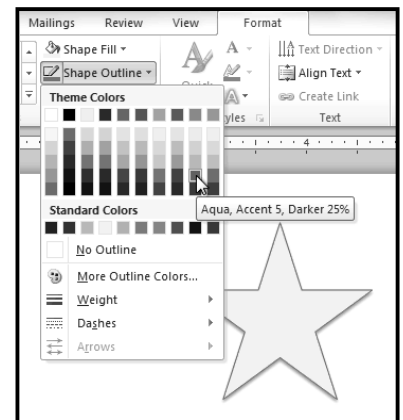 Mailings Review View Format
Shape Fill A Text Direction
Shape Outline Align Text
A Create Link
Theme Colors Text
Aqua, Accent 5, Darker 25%
Standard Colors
No Outline
More Outline Colors...
Weight
Dashes
Arrows
4